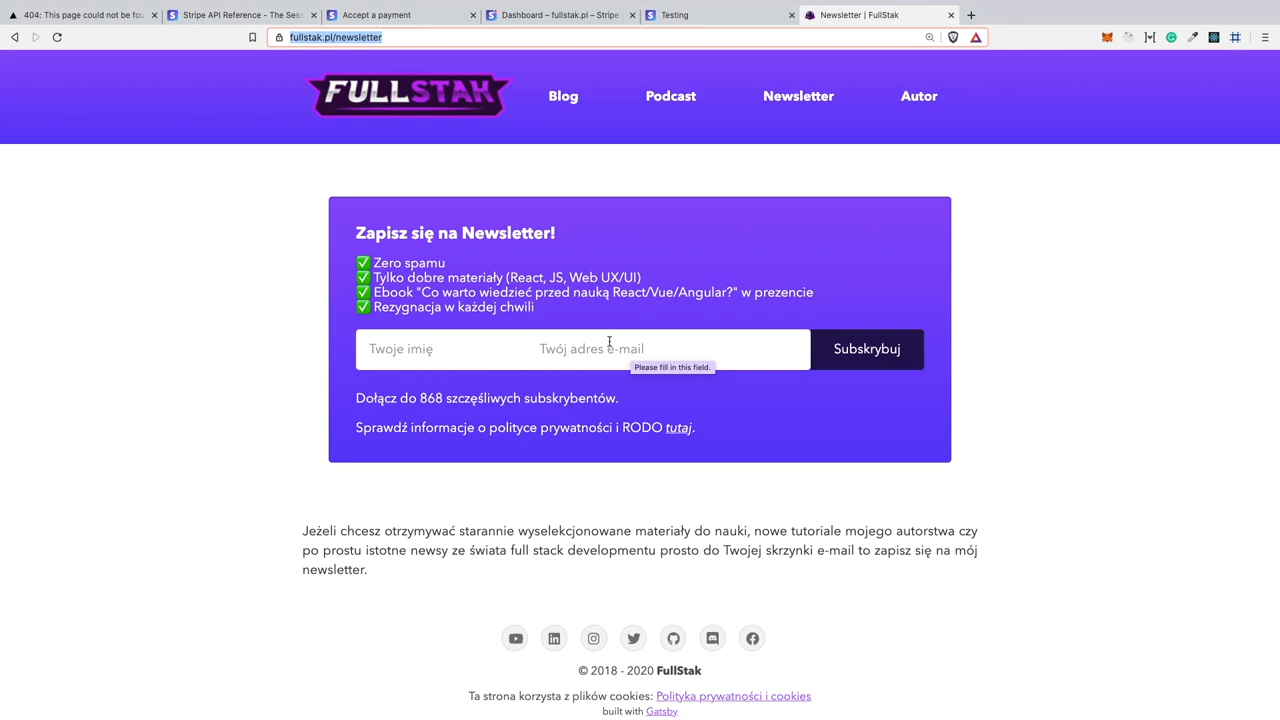 404: This page could not be fou
Stripe API Reference - The Sess
Accept a payment
Dashboard – fullstak.pl – Stripe
Testing
Newsletter | FullStak
fullstak.pl/newsletter
FULLSTAK
Blog
Podcast
Newsletter
Autor
Zapisz się na Newsletter!
✅ Zero spamu
✅ Tylko dobre materiały (React, JS, Web UX/UI)
✅ Ebook "Co warto wiedzieć przed nauką React/Vue/Angular?" w prezencie
✅ Rezygnacja w każdej chwili
Twoje imię
Twój adres e-mail
Subskrybuj
Please fill in this field.
Dołącz do 868 szczęśliwych subskrybentów.
Sprawdź informacje o polityce prywatności i RODO tutaj.
Jeżeli chcesz otrzymywać starannie wyselekcjonowane materiały do nauki, nowe tutoriale mojego autorstwa czy
po prostu istotne newsy ze świata full stack developmentu prosto do Twojej skrzynki e-mail to zapisz się na mój
newsletter.
© 2018 - 2020 FullStak
Ta strona korzysta z plików cookies: Polityka prywatności i cookies
built with Gatsby